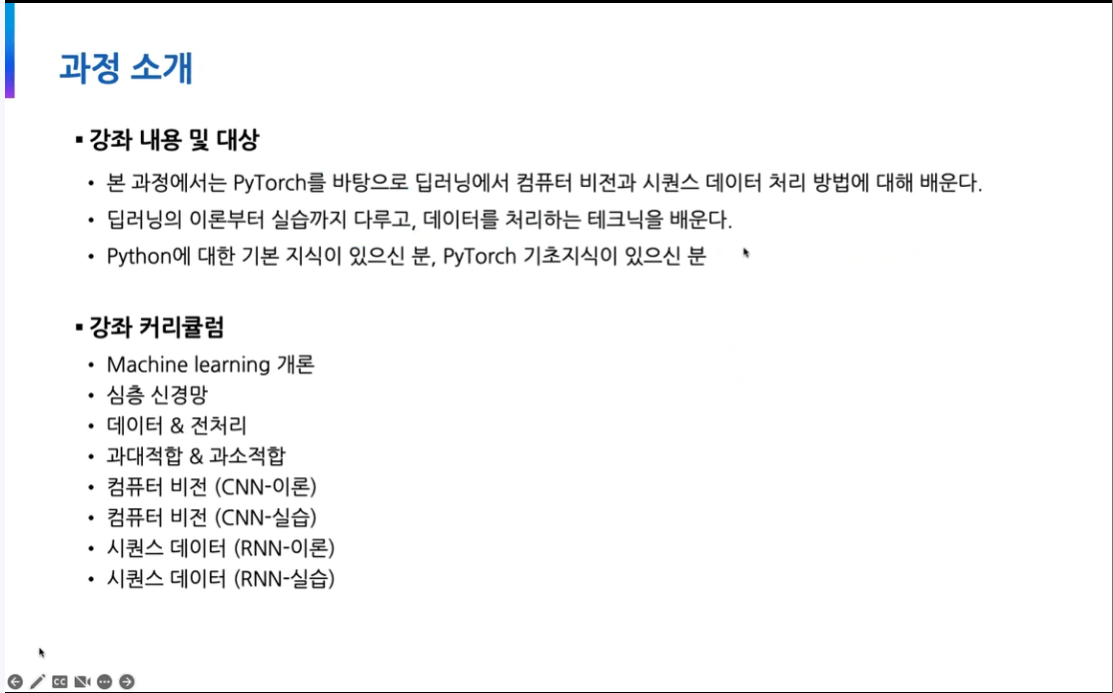 과정 소개
▪ 강좌 내용 및 대상
• 본 과정에서는 PyTorch를 바탕으로 딥러닝에서 컴퓨터 비전과 시퀀스 데이터 처리 방법에 대해 배운다.
• 딥러닝의 이론부터 실습까지 다루고, 데이터를 처리하는 테크닉을 배운다.
• Python에 대한 기본 지식이 있으신 분, PyTorch 기초지식이 있으신 분
▪ 강좌 커리큘럼
• Machine learning 개론
• 심층 신경망
• 데이터 & 전처리
• 과대적합 & 과소적합
• 컴퓨터 비전 (CNN-이론)
• 컴퓨터 비전 (CNN-실습)
• 시퀀스 데이터 (RNN-이론)
• 시퀀스 데이터 (RNN-실습)
CC